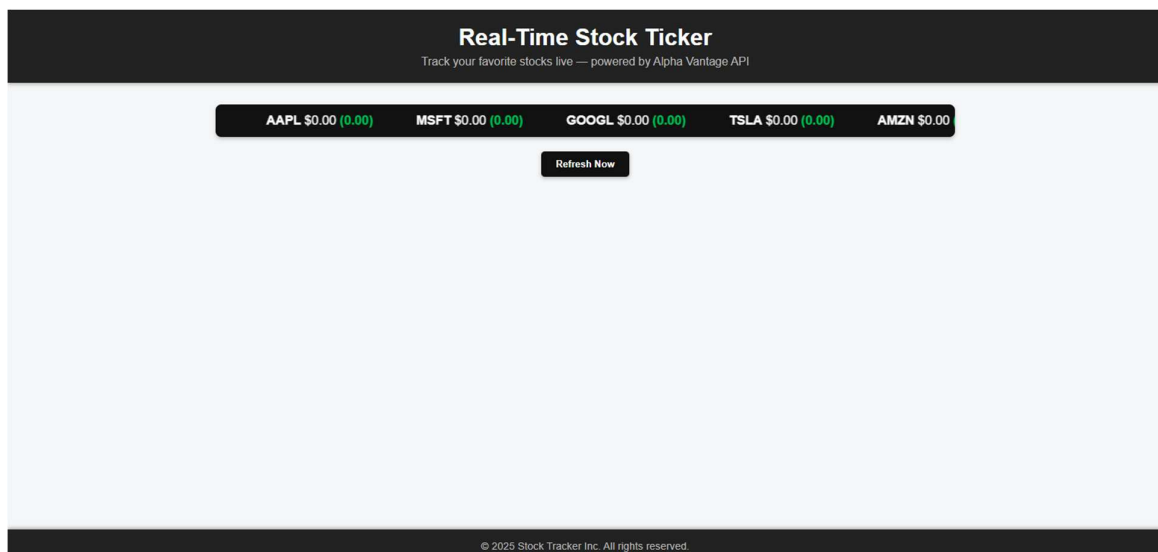 Real-Time Stock Ticker
Track your favorite stocks live — powered by Alpha Vantage API
AAPL $0.00 (0.00) MSFT $0.00 (0.00) GOOGL $0.00 (0.00) TSLA $0.00 (0.00) AMZN $0.00
Refresh Now
© 2025 Stock Tracker Inc. All rights reserved.